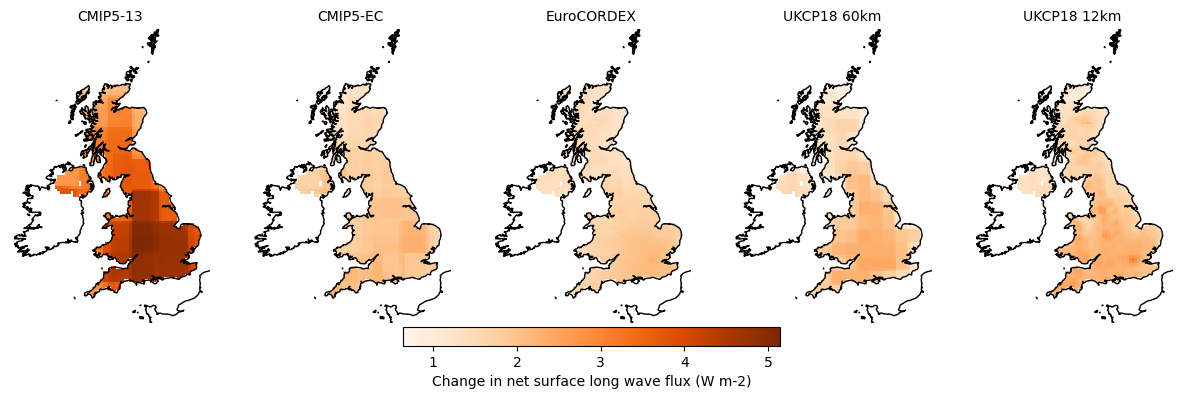 CMIP5-13 CMIP5-EC EuroCORDEX UKCP18 60km UKCP18 12km
1 2 3 4 5
Change in net surface long wave flux (W m-2)